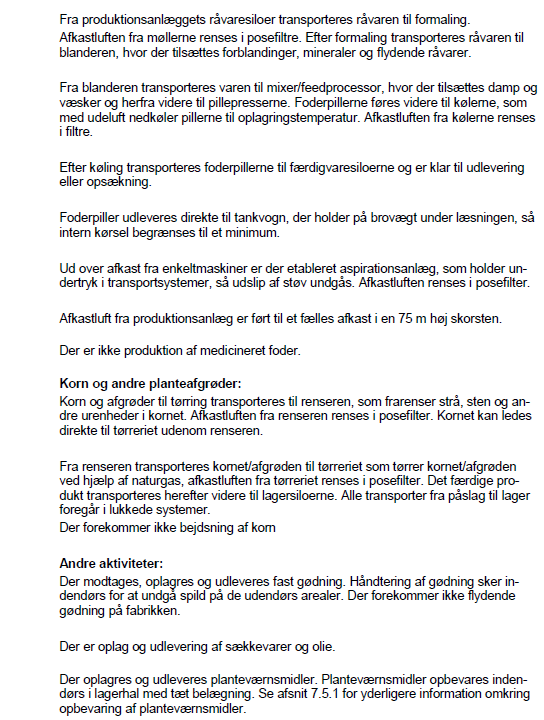 Fra produktionsanlæggets råvaresiloer transporteres råvaren til formaling.
Afkastluften fra møllerne renses i posefiltre. Efter formaling transporteres råvaren til
blanderen, hvor der tilsættes forblandinger, mineraler og flydende råvarer.
Fra blanderen transporteres varen til mixer/feedprocessor, hvor der tilsættes damp og
væsker og herfra videre til pillepresserne. Foderpillerne føres videre til kølerne, som
med udeluft nedkøler pillerne til oplagringstemperatur. Afkastluften fra kølerne renses
i filtre.
Efter køling transporteres foderpillerne til færdigvaresiloerne og er klar til udlevering
eller opsækning.
Foderpiller udleveres direkte til tankvogn, der holder på brovægt under læsningen, så
intern kørsel begrænses til et minimum.
Ud over afkast fra enkeltmaskiner er der etableret aspirationsanlæg, som holder un-
dertryk i transportsystemer, så udslip af støv undgås. Afkastluften renses i posefilter.
Afkastluft fra produktionsanlæg er ført til et fælles afkast i en 75 m høj skorsten.
Der er ikke produktion af medicineret foder.
Korn og andre planteafgrøder:
Korn og afgrøder til tørring transporteres til renseren, som frarenser strå, sten og an-
dre urenheder i kornet. Afkastluften fra renseren renses i posefilter. Kornet kan ledes
direkte til tørreriet udenom renseren.
Fra renseren transporteres kornet/afgrøden til tørreriet som tørrer kornet/afgrøden
ved hjælp af naturgas, afkastluften fra tørreriet renses i posefilter. Det færdige pro-
dukt transporteres herefter videre til lagersiloerne. Alle transporter fra påslag til lager
foregår i lukkede systemer.
Der forekommer ikke bejdsning af korn
Andre aktiviteter:
Der modtages, oplagres og udleveres fast gødning. Håndtering af gødning sker in-
dendørs for at undgå spild på de udendørs arealer. Der forekommer ikke flydende
gødning på fabrikken.
Der er oplag og udlevering af sækkevarer og olie.
Der oplagres og udleveres planteværnsmidler. Planteværnsmidler opbevares inden-
dørs i lagerhal med tæt belægning. Se afsnit 7.5.1 for yderligere information omkring
opbevaring af planteværnsmidler.